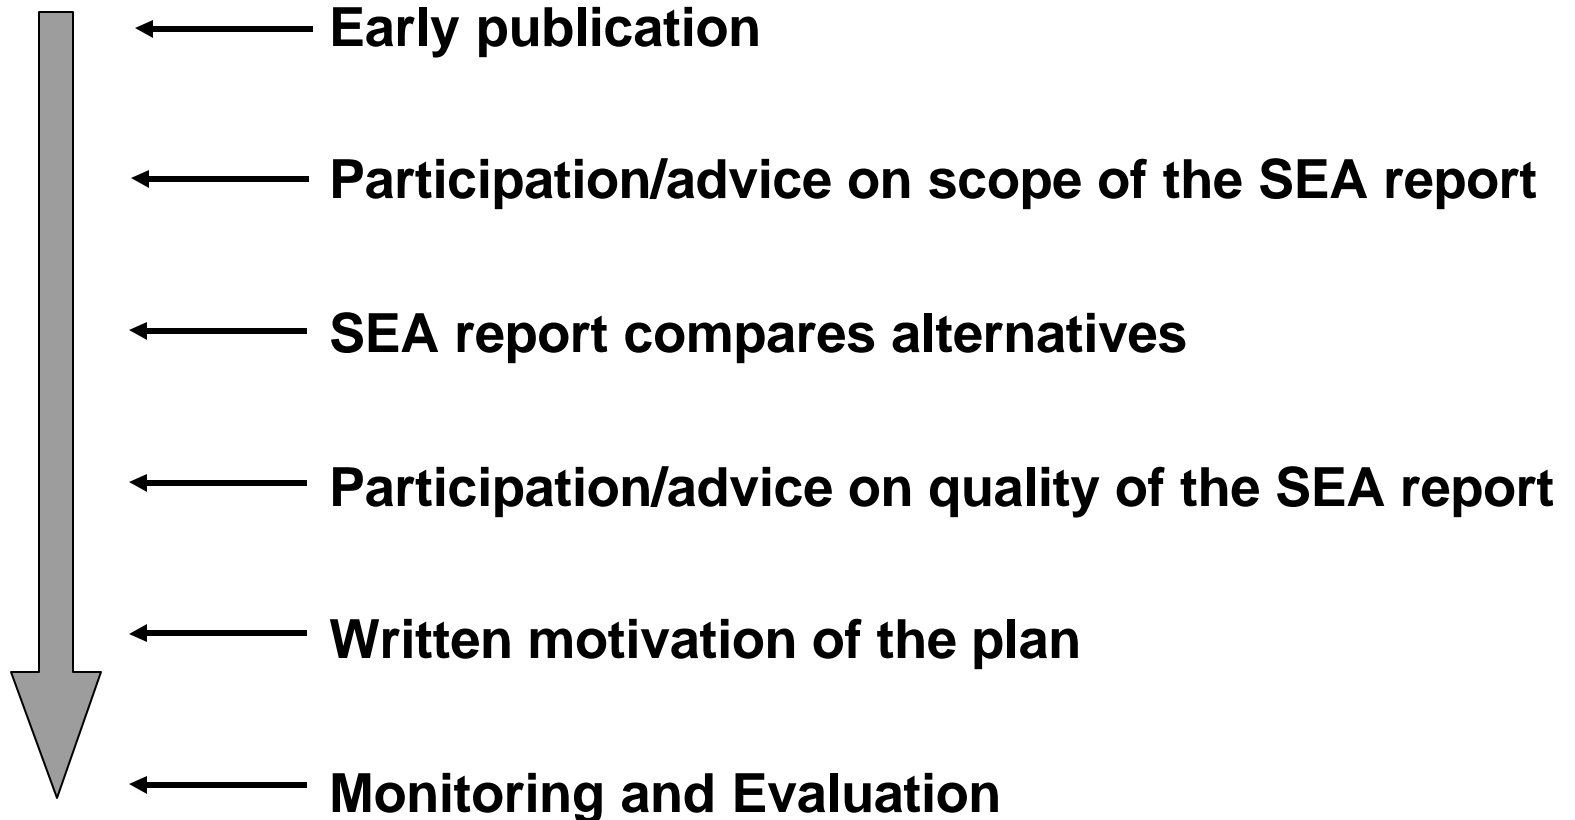 Early publication
Participation/advice on scope of the SEA report
SEA report compares alternatives
Participation/advice on quality of the SEA report
Written motivation of the plan
Monitoring and Evaluation